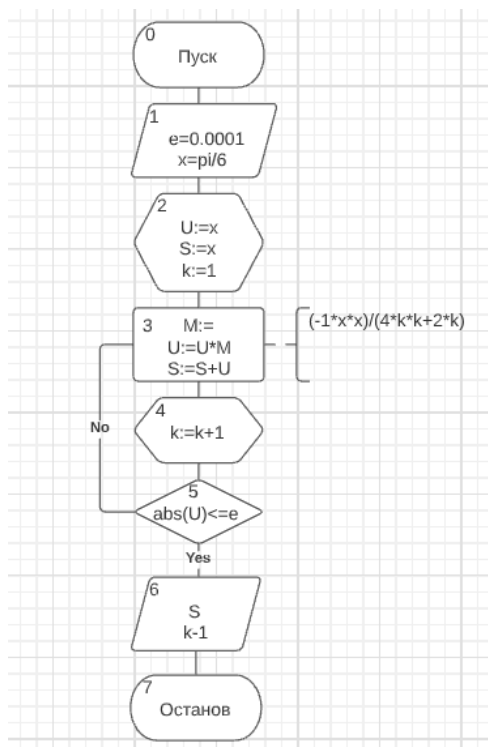 0
Пуск
1
e=0.0001
x=pi/6
2
U:=x
S:=x
k:=1
3 M:=
U:=U*M
S:=S+U
(-1*x*x)/(4*k*k+2*k)
4
k:=k+1
No
5
abs(U)<=e
Yes
6
S
k-1
7
Останов